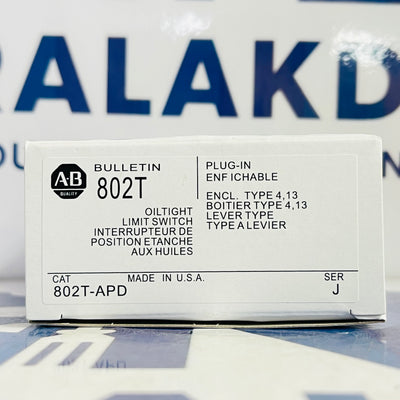 RALAKD
A-B
QUALITY
BULLETIN
802T
OILTIGHT
LIMIT SWITCH
INTERRUPTEUR DE
POSITION ETANCHE
AUX HUILES
PLUG-IN
ENFICHABLE
ENCL. TYPE 4,13
BOITIER TYPE 4,13
LEVER TYPE
TYPE A LEVIER
CAT
MADE IN U.S.A.
SER
802T-APD
J